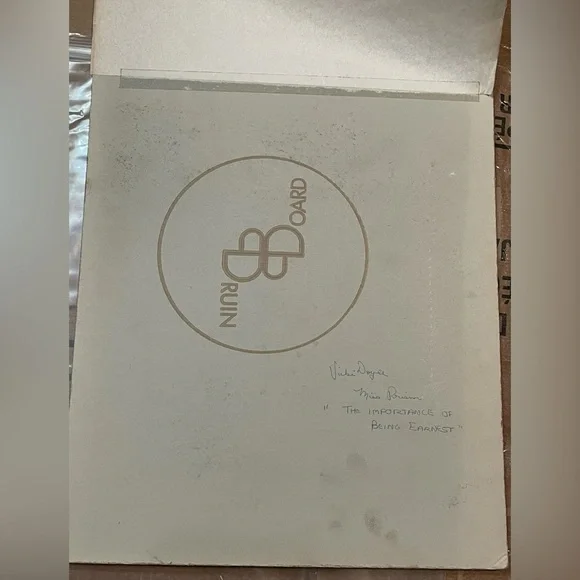 BRUIN BOARD
Miss Prism
" THE IMPORTANCE OF
BEING EARNEST"